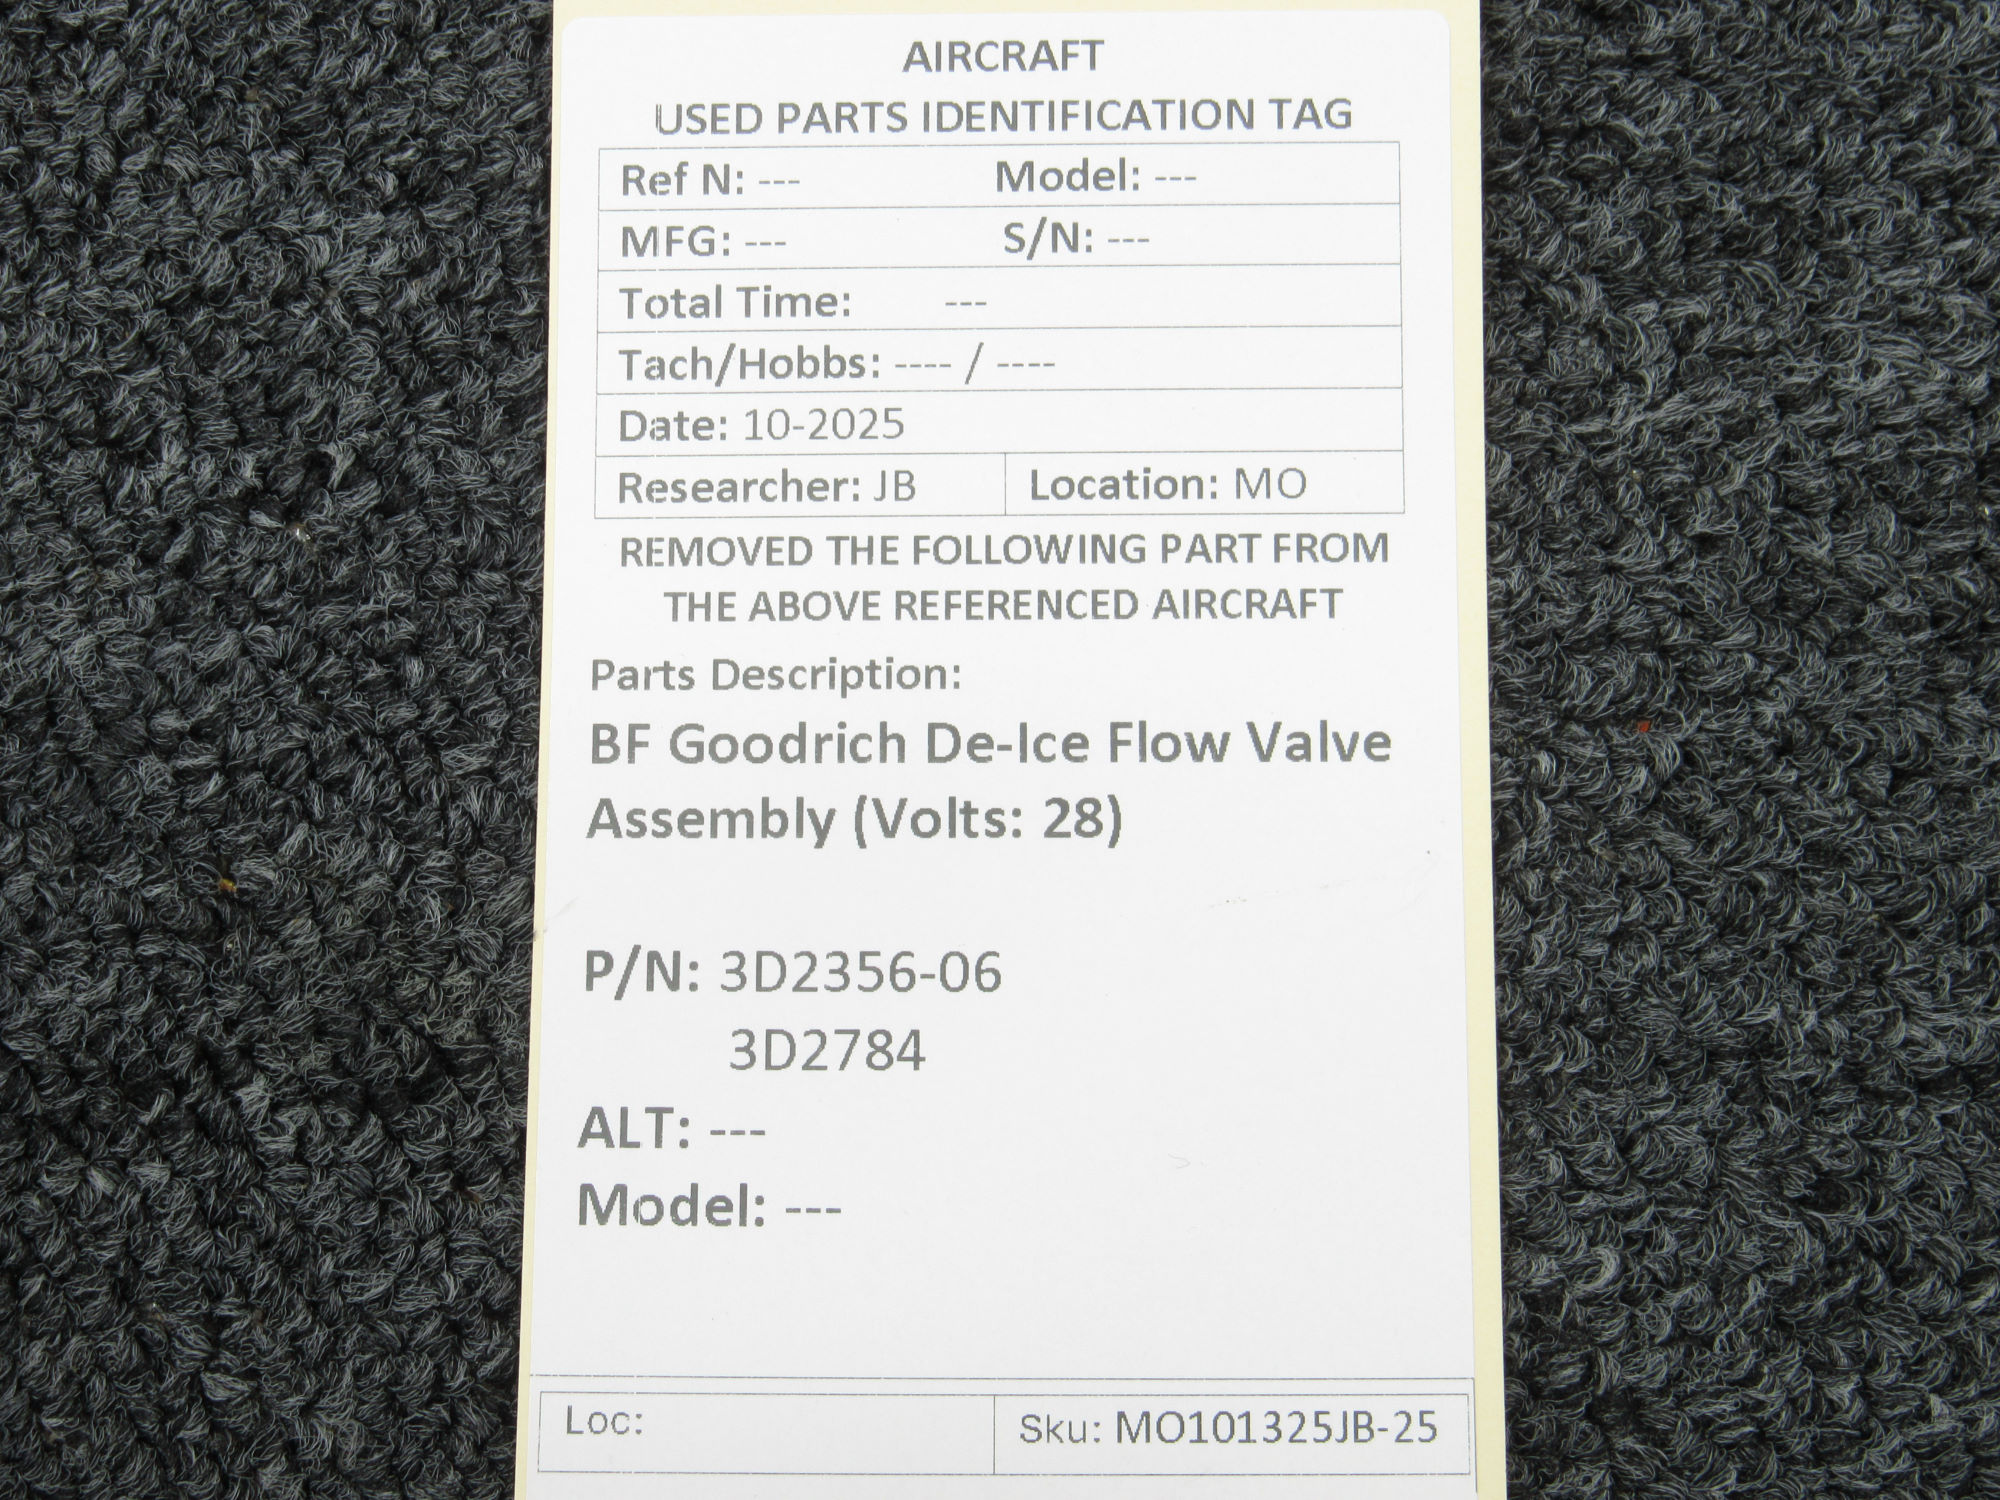 AIRCRAFT
USED PARTS IDENTIFICATION TAG
Ref N: --- Model: ---
MFG: --- S/N: ---
Total Time: ---
Tach/Hobbs: ---- / ----
Date: 10-2025
Researcher: JB Location: MO
REMOVED THE FOLLOWING PART FROM
THE ABOVE REFERENCED AIRCRAFT
Parts Description:
BF Goodrich De-Ice Flow Valve
Assembly (Volts: 28)
P/N: 3D2356-06
3D2784
ALT: ---
Model: ---
Loc: Sku: MO101325JB-25